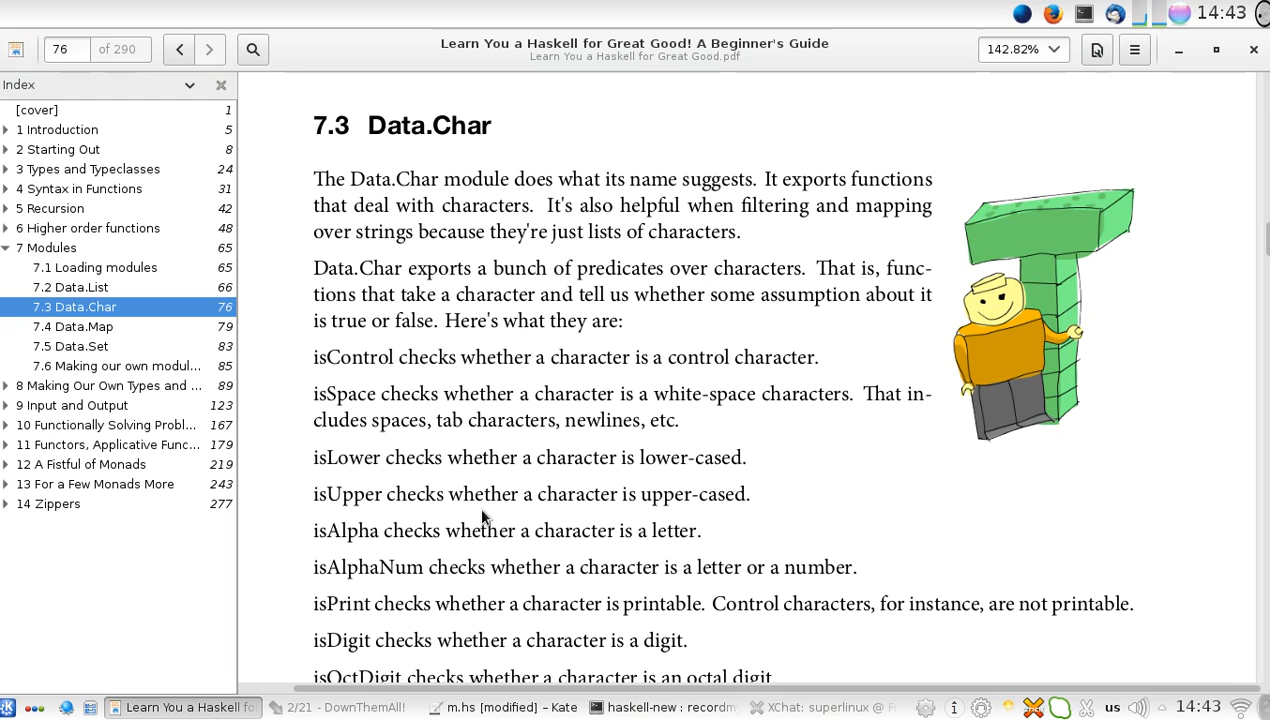 14:43
76 of 290
Learn You a Haskell for Great Good! A Beginner's Guide
Learn You a Haskell for Great Good.pdf
142.82%
Index
[cover] 1
1 Introduction 5
2 Starting Out 8
3 Types and Typeclasses 24
4 Syntax in Functions 31
5 Recursion 42
6 Higher order functions 48
7 Modules 65
7.1 Loading modules 65
7.2 Data.List 66
7.3 Data.Char 76
7.4 Data.Map 79
7.5 Data.Set 83
7.6 Making our own modul... 85
8 Making Our Own Types and ... 89
9 Input and Output 123
10 Functionally Solving Probl... 167
11 Functors, Applicative Func... 179
12 A Fistful of Monads 219
13 For a Few Monads More 243
14 Zippers 277
7.3 Data.Char
The Data.Char module does what its name suggests. It exports functions
that deal with characters. It's also helpful when filtering and mapping
over strings because they're just lists of characters.
Data.Char exports a bunch of predicates over characters. That is, func-
tions that take a character and tell us whether some assumption about it
is true or false. Here's what they are:
isControl checks whether a character is a control character.
isSpace checks whether a character is a white-space characters. That in-
cludes spaces, tab characters, newlines, etc.
isLower checks whether a character is lower-cased.
isUpper checks whether a character is upper-cased.
isAlpha checks whether a character is a letter.
isAlphaNum checks whether a character is a letter or a number.
isPrint checks whether a character is printable. Control characters, for instance, are not printable.
isDigit checks whether a character is a digit.
isOctDigit checks whether a character is an octal digit
Learn You a Haskell fo
2/21 - DownThemAll!
m.hs [modified] – Kate
haskell-new : recordm
XChat: superlinux @ Fr
us
14:43